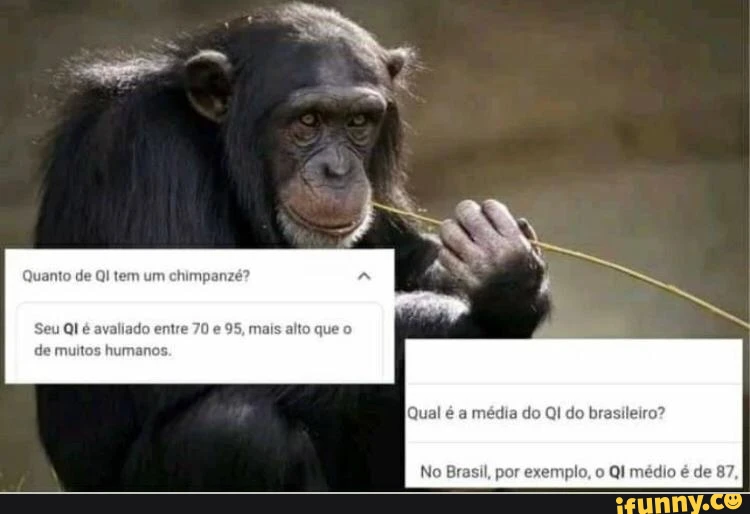 Quanto de QI tem um chimpanzé?
Seu QI é avaliado entre 70 e 95, mais alto que o
de muitos humanos.
Qual é a média do QI do brasileiro?
No Brasil, por exemplo, o QI médio é de 87,
ifunny.co